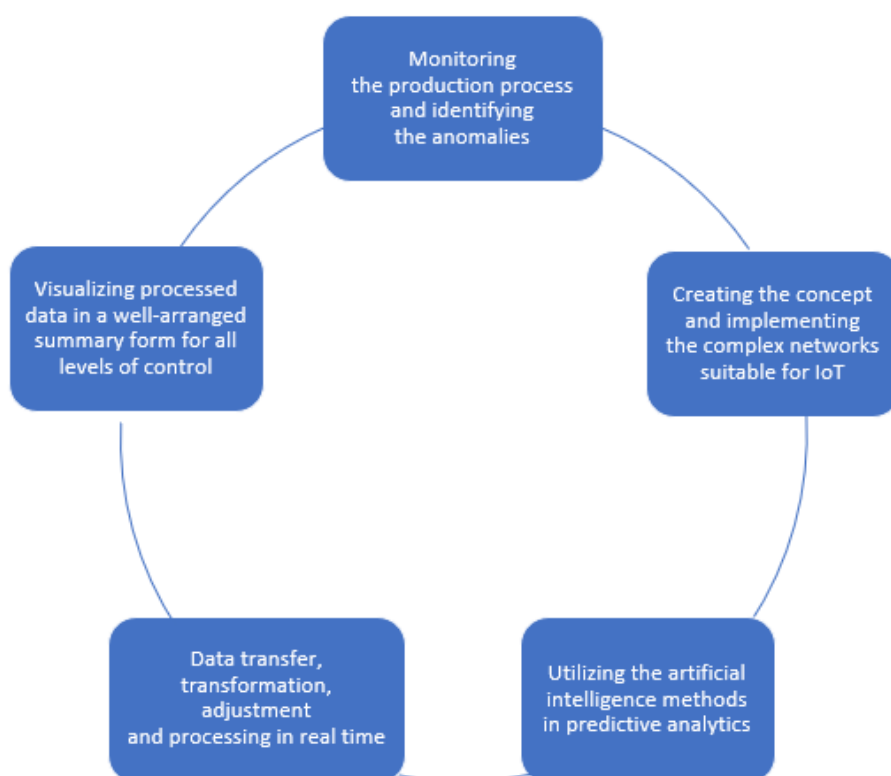 Monitoring
the production process
and identifying
the anomalies
Visualizing processed
data in a well-arranged
summary form for all
levels of control
Creating the concept
and implementing
the complex networks
suitable for IoT
Data transfer,
transformation,
adjustment
and processing in real time
Utilizing the artificial
intelligence methods
in predictive analytics